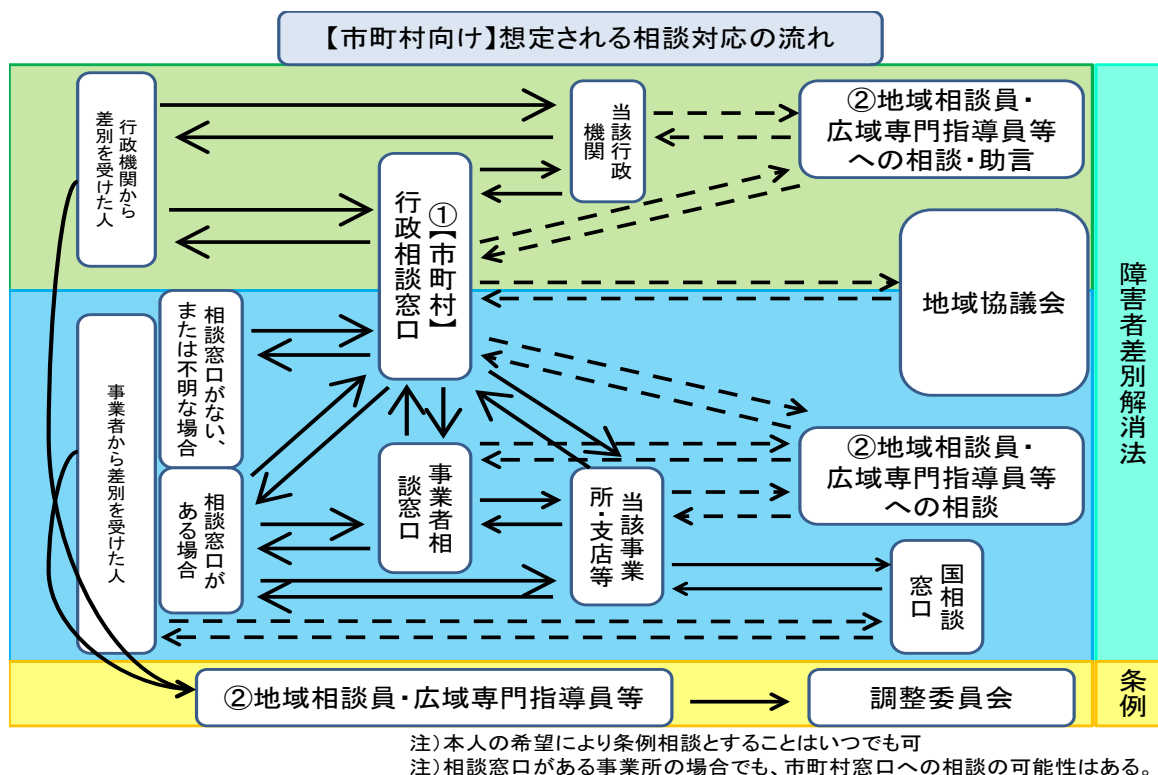 【市町村向け】想定される相談対応の流れ
行政機関から
差別を受けた人
当該行政
機関
②地域相談員・
広域専門指導員等
への相談・助言
①【市町村】
行政相談窓口
地域協議会
障害者差別解消法
事業者から差別を受けた人
相談窓口がない、
または不明な場合
相談窓口が
ある場合
事業者相
談窓口
当該事業
所・支店等
②地域相談員・
広域専門指導員等
への相談
国相談
窓口
②地域相談員・広域専門指導員等
調整委員会
条例
注）本人の希望により条例相談とすることはいつでも可
注）相談窓口がある事業所の場合でも、市町村窓口への相談の可能性はある。